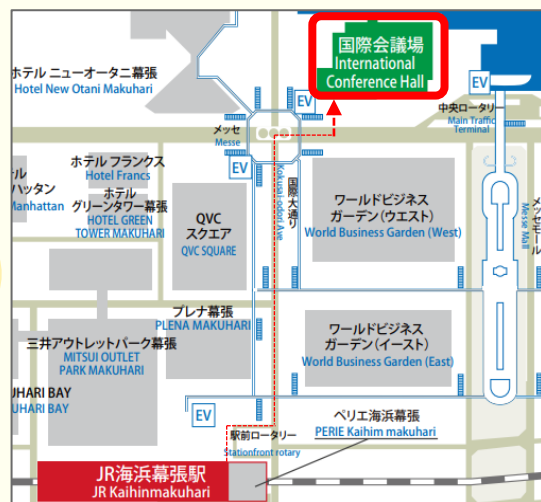 国際会議場
International
Conference Hall
EV
ホテル ニューオータニ幕張
Hotel New Otani Makuhari
EV
中央ロータリー
Main Traffic
Terminal
メッセ
Messe
EV
ホテル フランクス
Hotel Francs
ル
ハッタン
Manhattan
ホテル
グリーンタワー幕張
HOTEL GREEN
TOWER MAKUHARI
QVC
スクエア
QVC SQUARE
国際大通り
Kokusai-odori Ave
ワールドビジネス
ガーデン(ウエスト)
World Business Garden (West)
メッセモール
Messe Mall
プレナ幕張
PLENA MAKUHARI
三井アウトレットパーク幕張
MITSUI OUTLET
PARK MAKUHARI
ワールドビジネス
ガーデン(イースト)
World Business Garden (East)
UHARI BAY
UHARI BAY
EV
ペリエ海浜幕張
PERIE Kaihim makuhari
駅前ロータリー
Stationfront rotary
JR海浜幕張駅
JR Kaihinmakuhari